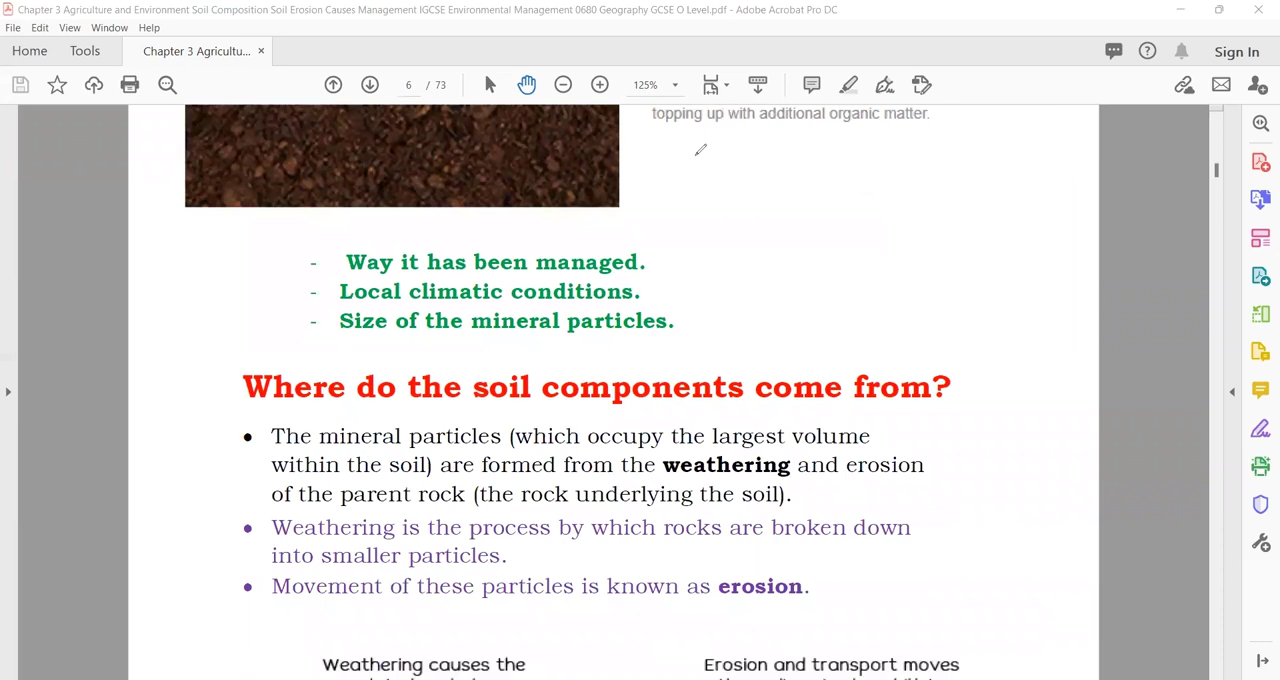 Chapter 3 Agriculture and Environment Soil Composition Soil Erosion Causes Management IGCSE Environmental Management 0680 Geography GCSE O Level.pdf - Adobe Acrobat Pro DC
File Edit View Window Help
Home Tools Chapter 3 Agricultu... × Sign In
6 / 73 125%
topping up with additional organic matter.
- Way it has been managed.
- Local climatic conditions.
- Size of the mineral particles.
Where do the soil components come from?
• The mineral particles (which occupy the largest volume
within the soil) are formed from the weathering and erosion
of the parent rock (the rock underlying the soil).
• Weathering is the process by which rocks are broken down
into smaller particles.
• Movement of these particles is known as erosion.
Weathering causes the
Erosion and transport moves